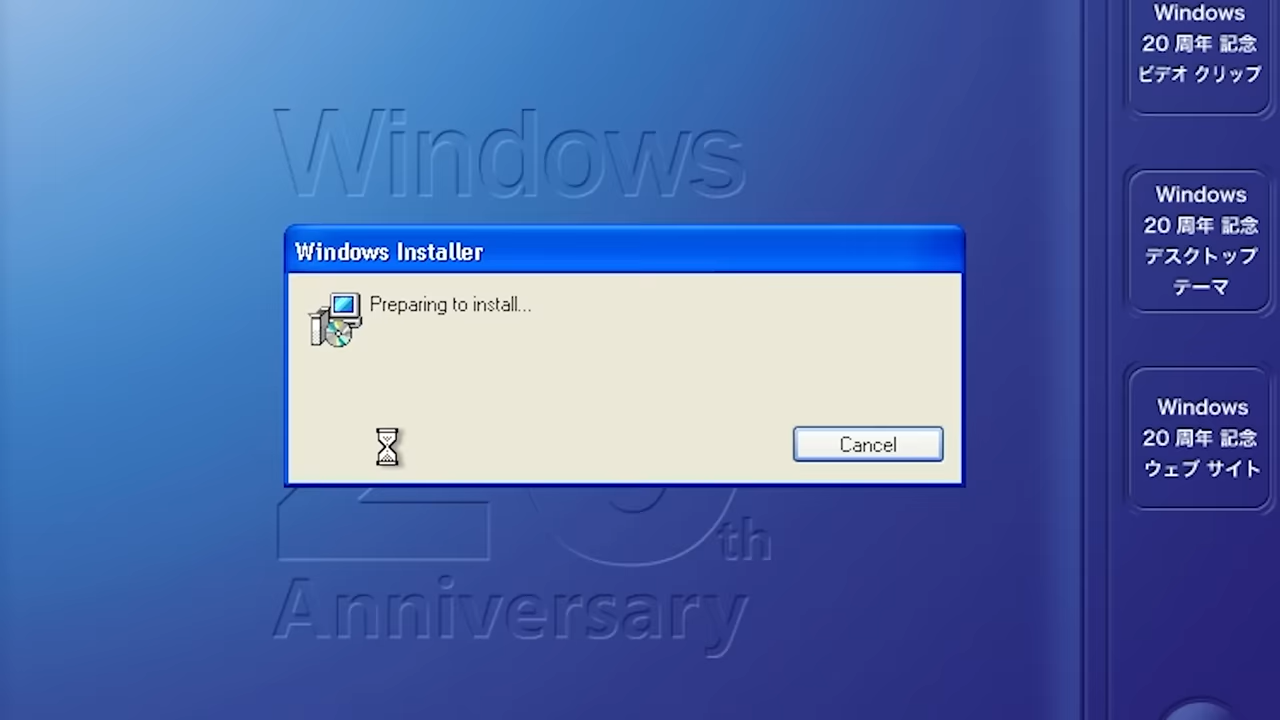 Windows
20 周年 記念
ビデオ クリップ
Windows
Windows
20 周年 記念
デスクトップ
テーマ
Windows Installer
Preparing to install...
Cancel
Windows
20 周年 記念
ウェブ サイト
20th
Anniversary